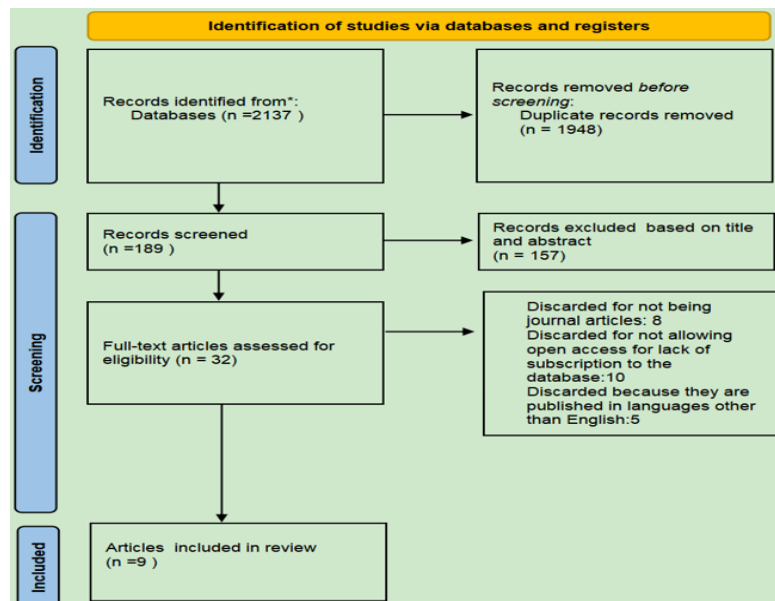 Identification of studies via databases and registers
Identification
Records identified from*:
Databases (n =2137 )
Records removed before
screening:
Duplicate records removed
(n = 1948)
Screening
Records screened
(n =189 )
Records excluded  based on title
and abstract
(n = 157)
Full-text articles assessed for
eligibility (n = 32)
Discarded for not being
journal articles: 8
Discarded for not allowing
open access for lack of
subscription to the
database:10
Discarded because they are
published in languages other
than English:5
Included
Articles  included in review
(n =9 )